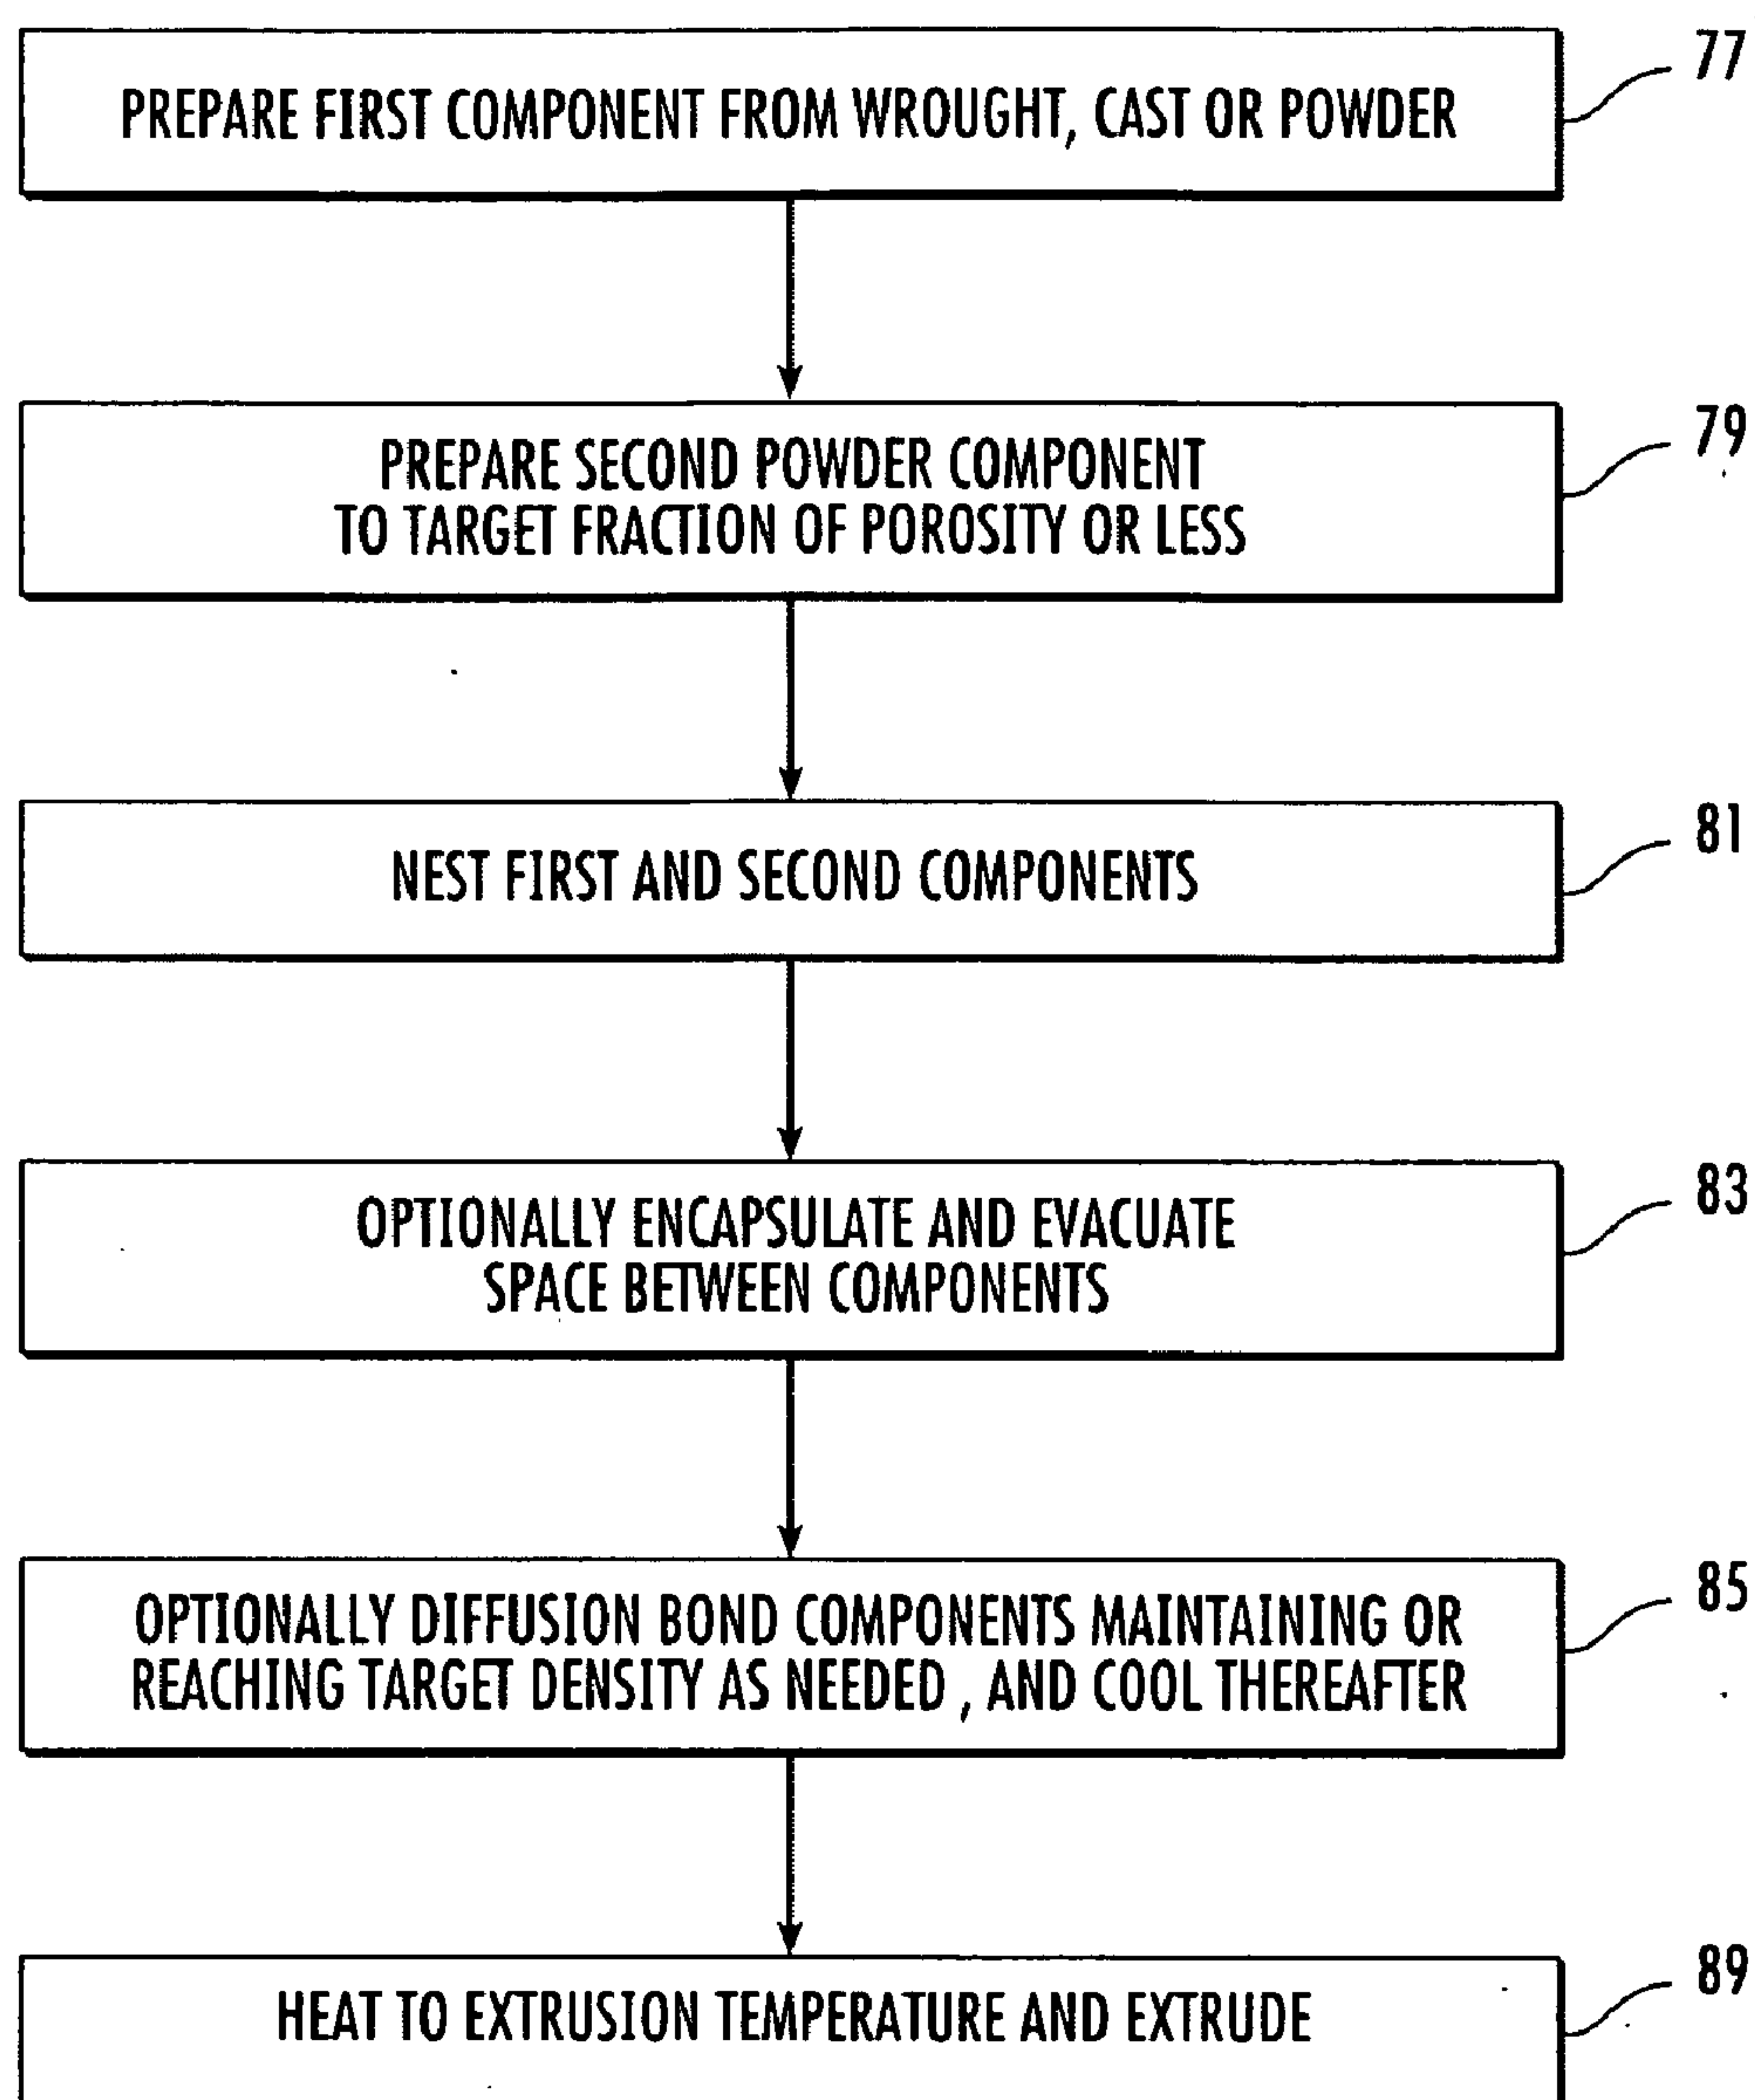 77
PREPARE FIRST COMPONENT FROM WROUGHT, CAST OR POWDER
79
PREPARE SECOND POWDER COMPONENT
TO TARGET FRACTION OF POROSITY OR LESS
81
NEST FIRST AND SECOND COMPONENTS
83
OPTIONALLY ENCAPSULATE AND EVACUATE
SPACE BETWEEN COMPONENTS
85
OPTIONALLY DIFFUSION BOND COMPONENTS MAINTAINING OR
REACHING TARGET DENSITY AS NEEDED , AND COOL THEREAFTER
89
HEAT TO EXTRUSION TEMPERATURE AND EXTRUDE